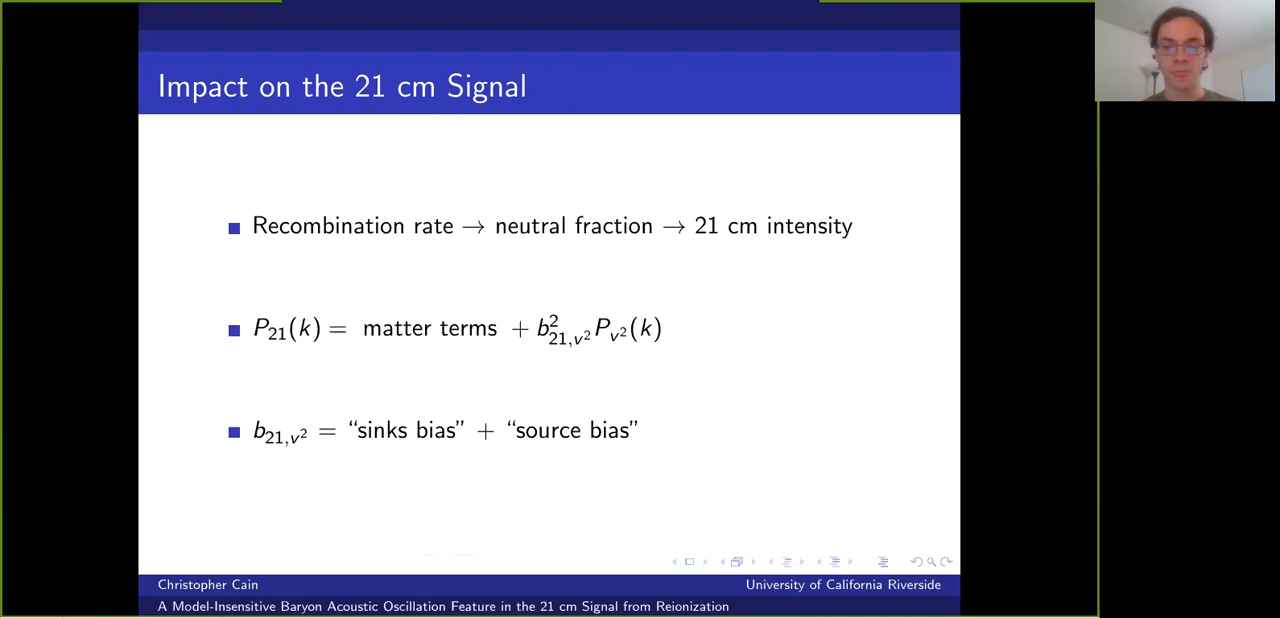 Impact on the 21 cm Signal
Recombination rate → neutral fraction → 21 cm intensity
P₂₁(k) = matter terms + b²₂₁,ᵥ² Pᵥ²(k)
b₂₁,ᵥ² = “sinks bias” + “source bias”
Christopher Cain University of California Riverside
A Model-Insensitive Baryon Acoustic Oscillation Feature in the 21 cm Signal from Reionization